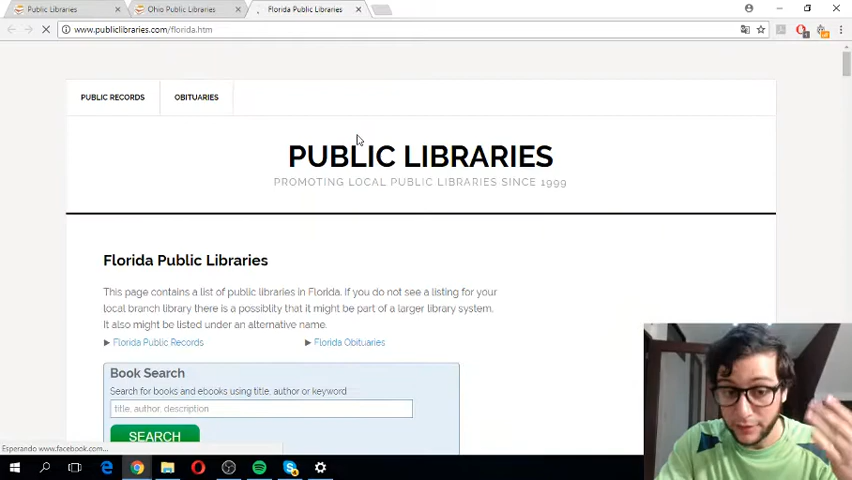 Public Libraries
Ohio Public Libraries
Florida Public Libraries
www.publiclibraries.com/florida.htm
PUBLIC RECORDS
OBITUARIES
PUBLIC LIBRARIES
PROMOTING LOCAL PUBLIC LIBRARIES SINCE 1999
Florida Public Libraries
This page contains a list of public libraries in Florida. If you do not see a listing for your
local branch library there is a possiblity that it might be part of a larger library system.
It also might be listed under an alternative name.
Florida Public Records
Florida Obituaries
Book Search
Search for books and ebooks using title, author or keyword
title, author, description
SEARCH
Esperando www.facebook.com...